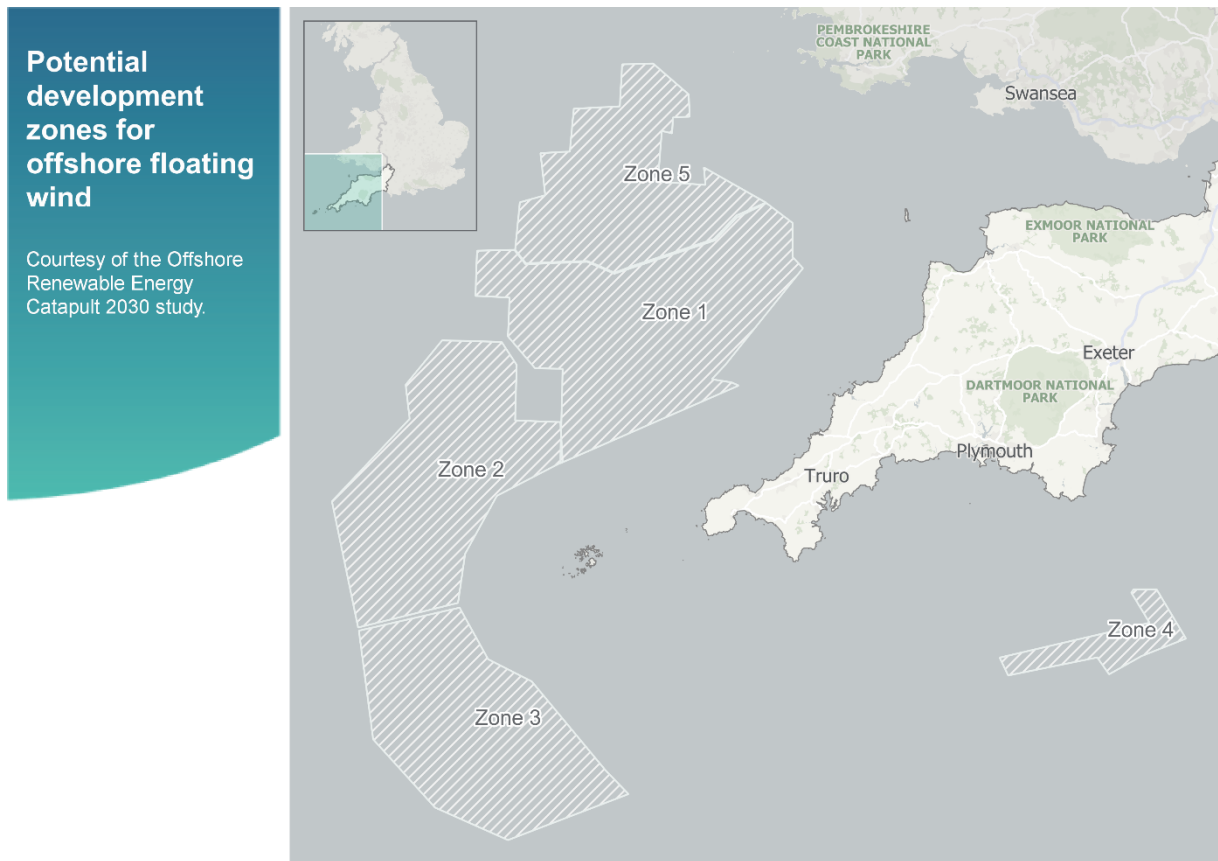 Potential
development
zones for
offshore floating
wind
Courtesy of the Offshore
Renewable Energy
Catapult 2030 study.
PEMBROKESHIRE
COAST NATIONAL
PARK
Swansea
Zone 5
EXMOOR NATIONAL
PARK
Zone 1
Exeter
DARTMOOR NATIONAL
PARK
Plymouth
Zone 2
Truro
Zone 4
Zone 3